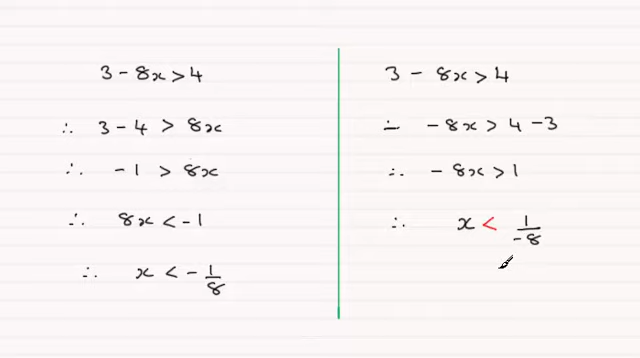 3 - 8x > 4
∴ 3 - 4 > 8x
∴ -1 > 8x
∴ 8x < -1
∴ x < - 1/8
3 - 8x > 4
∴ -8x > 4 - 3
∴ -8x > 1
∴ x < 1/-8